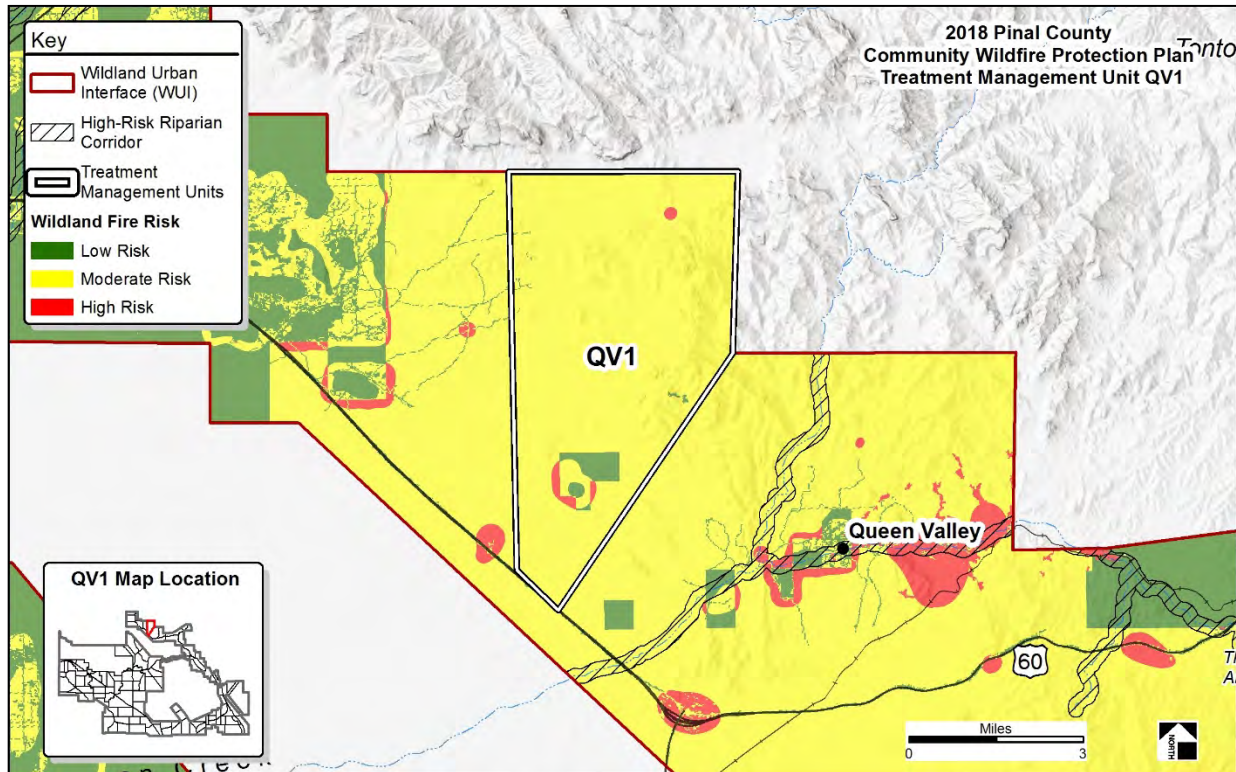 Key
Wildland Urban
Interface (WUI)
High-Risk Riparian
Corridor
Treatment
Management Units
Wildland Fire Risk
Low Risk
Moderate Risk
High Risk
2018 Pinal County
Community Wildfire Protection Plan
Treatment Management Unit QV1
Tonto
QV1
Queen Valley
60
QV1 Map Location
Miles
0
3
NORTH